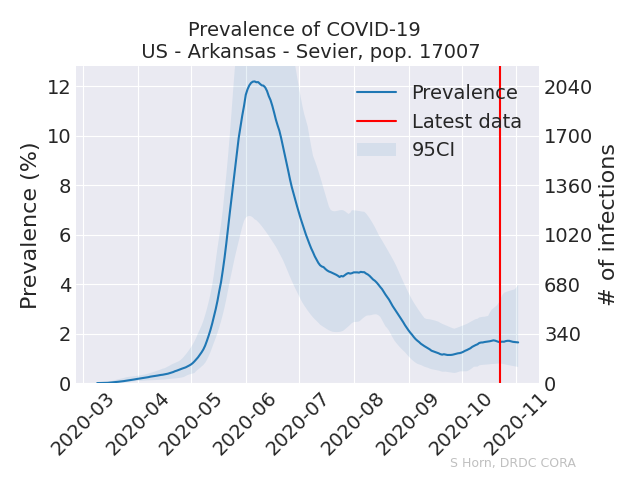 Prevalence of COVID-19
US - Arkansas - Sevier, pop. 17007
Prevalence (%)
12
10
8
6
4
2
0
Prevalence
Latest data
95CI
2040
1700
1360
1020
680
340
0
# of infections
2020-03
2020-04
2020-05
2020-06
2020-07
2020-08
2020-09
2020-10
2020-11
S Horn, DRDC CORA